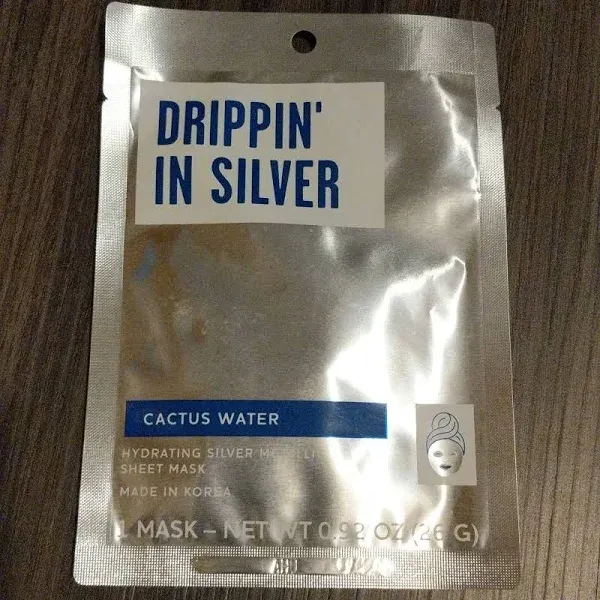 DRIPPIN'
IN SILVER
CACTUS WATER
HYDRATING SILVER
SHEET MASK
MADE IN KOREA
1 MASK – NET WT 0.92 OZ (26 G)